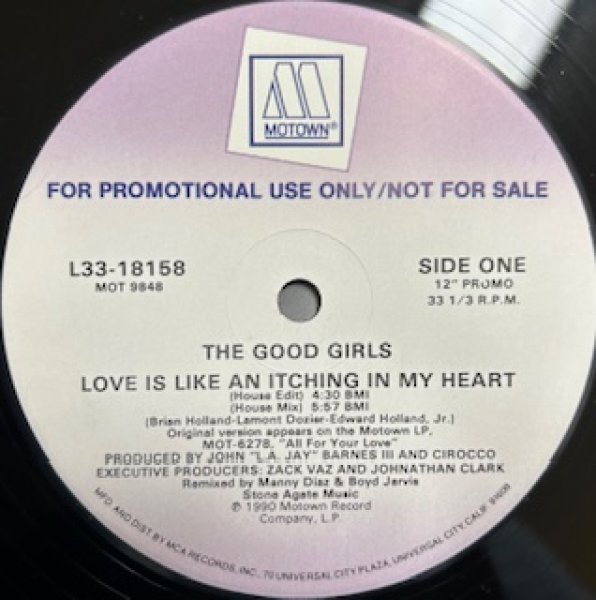 MOTOWN®
FOR PROMOTIONAL USE ONLY/NOT FOR SALE
L33-18158
MOT 9848
SIDE ONE
12" PROMO
33 1/3 R.P.M.
THE GOOD GIRLS
LOVE IS LIKE AN ITCHING IN MY HEART
(House Edit) 4:30 BMI
(House Mix) 5:57 BMI
(Brian Holland-Lamont Dozier-Edward Holland, Jr.)
Original version appears on the Motown LP,
MOT-6278, "All For Your Love"
PRODUCED BY JOHN "L.A. JAY" BARNES III AND CIROCCO
EXECUTIVE PRODUCERS: ZACK VAZ AND JOHNATHAN CLARK
Remixed by Manny Diaz & Boyd Jarvis
Stone Agate Music
℗ 1990 Motown Record
Company, L.P.
MFD. AND DIST. BY MCA RECORDS, INC., 70 UNIVERSAL CITY PLAZA, UNIVERSAL CITY, CALIF. 91608